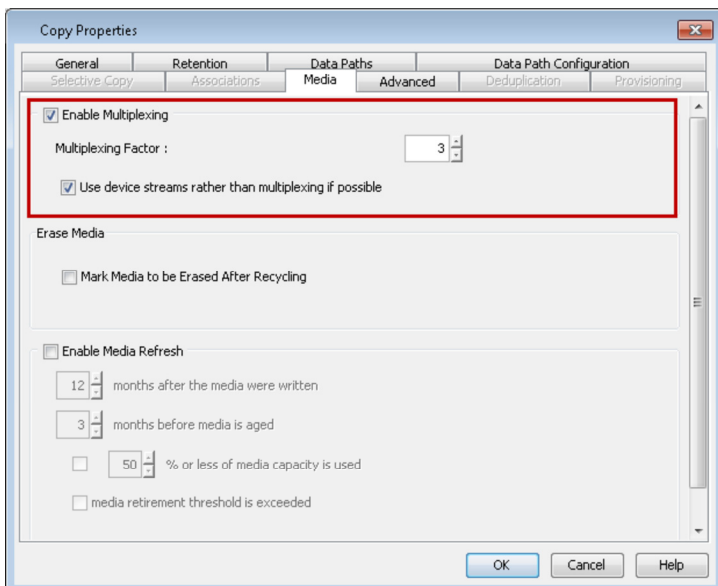 Copy Properties
General Retention Data Paths Data Path Configuration
Selective Copy Associations Media Advanced Deduplication Provisioning
Enable Multiplexing
Multiplexing Factor : 3
Use device streams rather than multiplexing if possible
Erase Media
Mark Media to be Erased After Recycling
Enable Media Refresh
12 months after the media were written
3 months before media is aged
50 % or less of media capacity is used
media retirement threshold is exceeded
OK Cancel Help